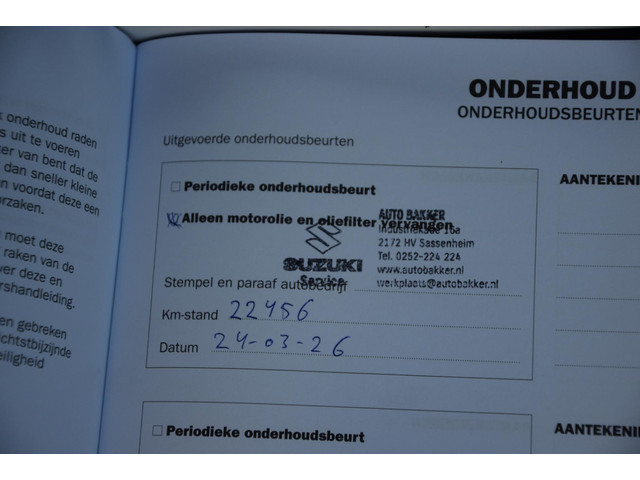 onderhoud raden
s uit te voeren
er van bent dat de
dan sneller kleine
n voordat deze een
rzaken.
moet deze
raken van de
ver deze en
rshandleiding.
en gebreken
ichtstbijzijnde
eiligheid
ONDERHOUD
ONDERHOUDSBEURTEN
Uitgevoerde onderhoudsbeurten
Periodieke onderhoudsbeurt
Alleen motorolie en oliefilter vervangen
AUTO BAKKER
2172 HV Sassenheim
Tel. 0252-224 224
www.autobakker.nl
werkplaats@autobakker.nl
SUZUKI
Service
Stempel en paraaf autobedrijf
Km-stand 22456
Datum 24-03-26
AANTEKENI
Periodieke onderhoudsbeurt
AANTEKENI